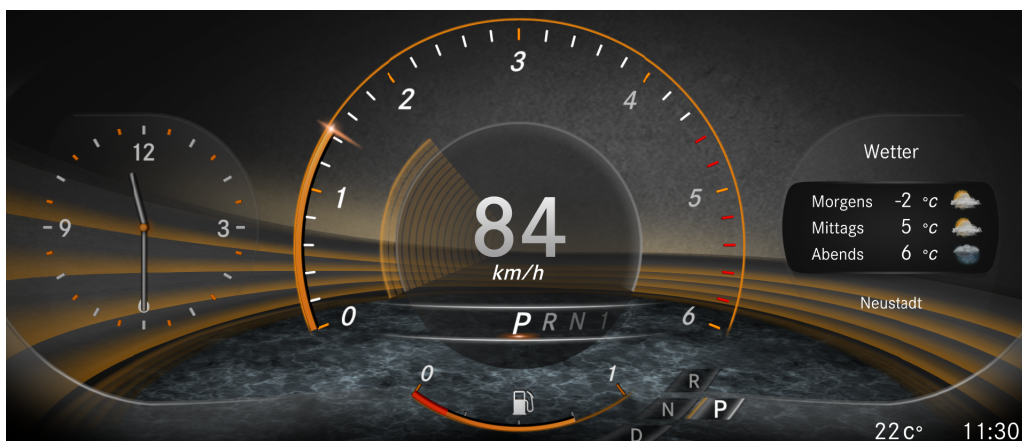 12
9
3
0
1
2
3
4
5
6
84
km/h
P R N 1
0
1
R
N P
D
Wetter
Morgens -2 °C
Mittags 5 °C
Abends 6 °C
Neustadt
22 C° 11:30